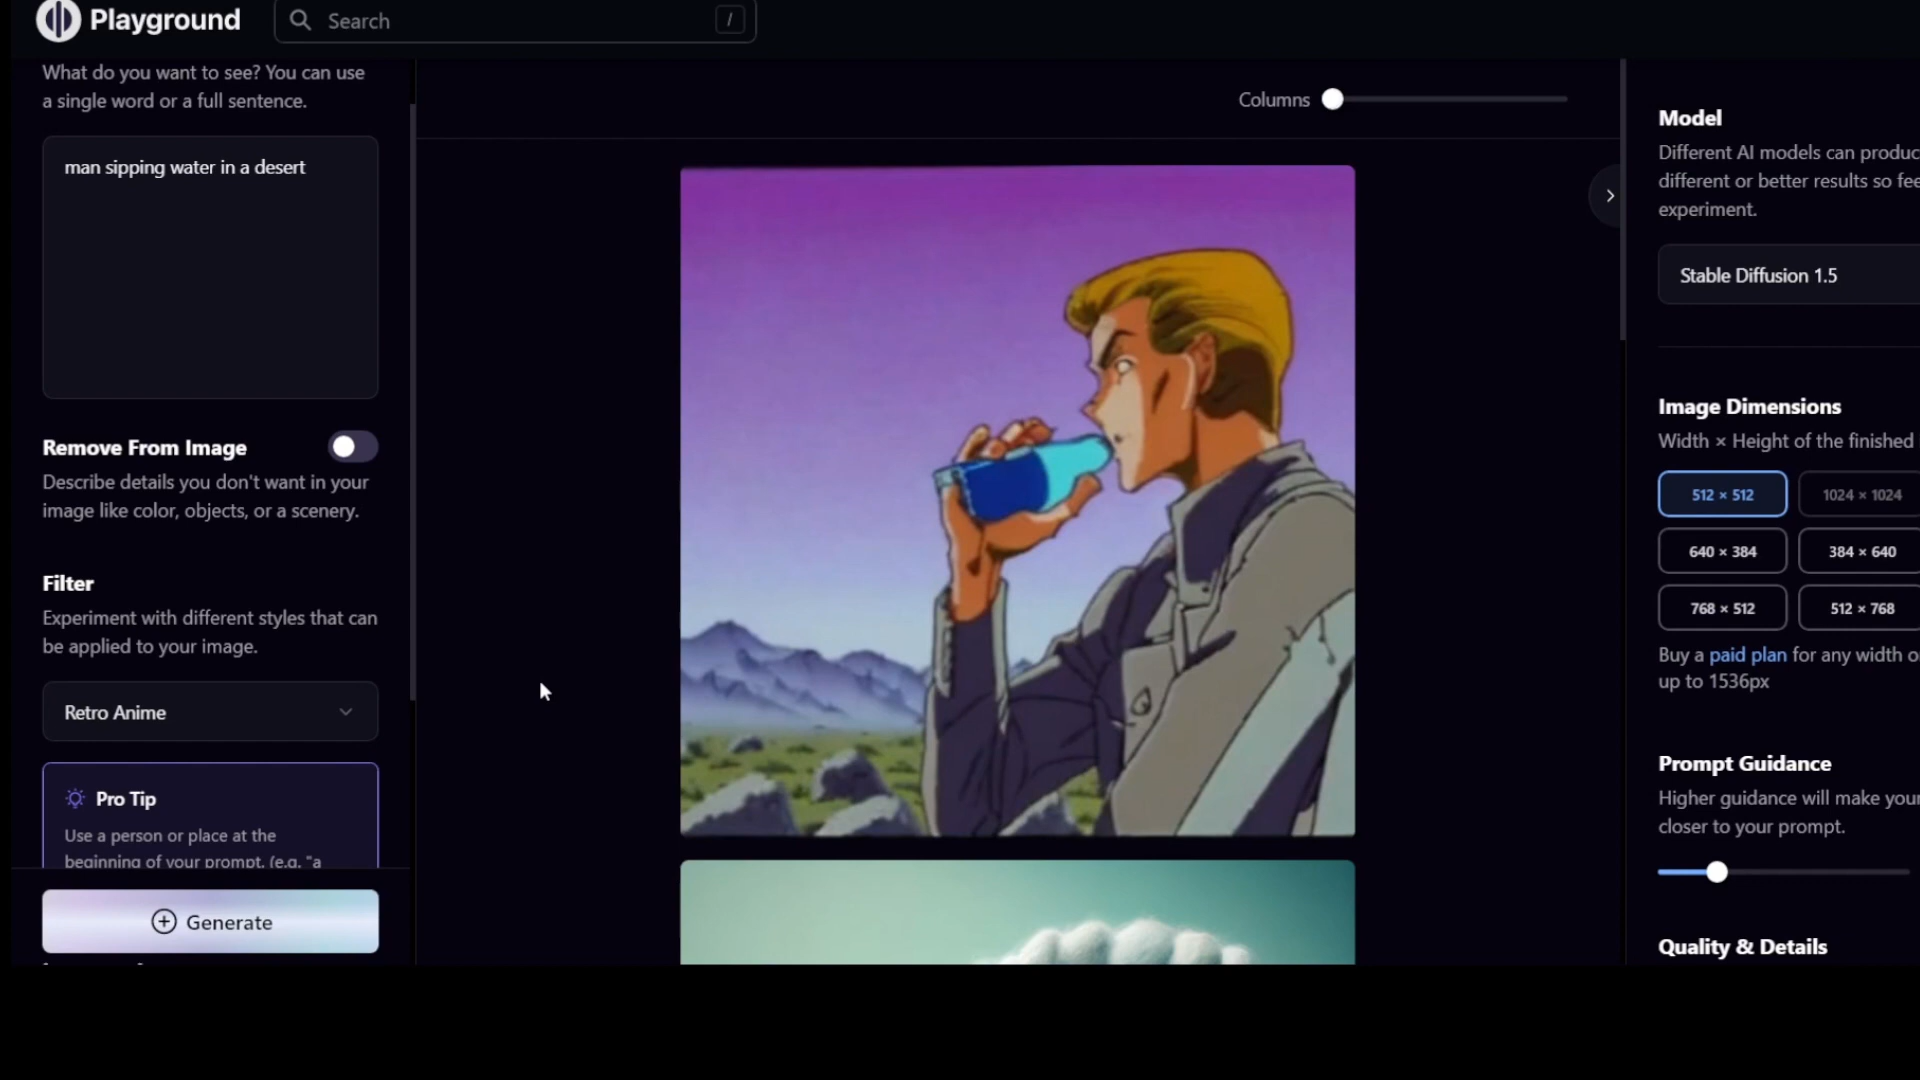 Playground
Search
/
What do you want to see? You can use
a single word or a full sentence.
man sipping water in a desert
Remove From Image
Describe details you don't want in your
image like color, objects, or a scenery.
Filter
Experiment with different styles that can
be applied to your image.
Retro Anime
Pro Tip
Use a person or place at the
beginning of your prompt. (e.g. "a
Generate
Columns
Model
Different AI models can produc
different or better results so fee
experiment.
Stable Diffusion 1.5
Image Dimensions
Width × Height of the finished
512 × 512
1024 × 1024
640 × 384
384 × 640
768 × 512
512 × 768
Buy a paid plan for any width o
up to 1536px
Prompt Guidance
Higher guidance will make your
closer to your prompt.
Quality & Details